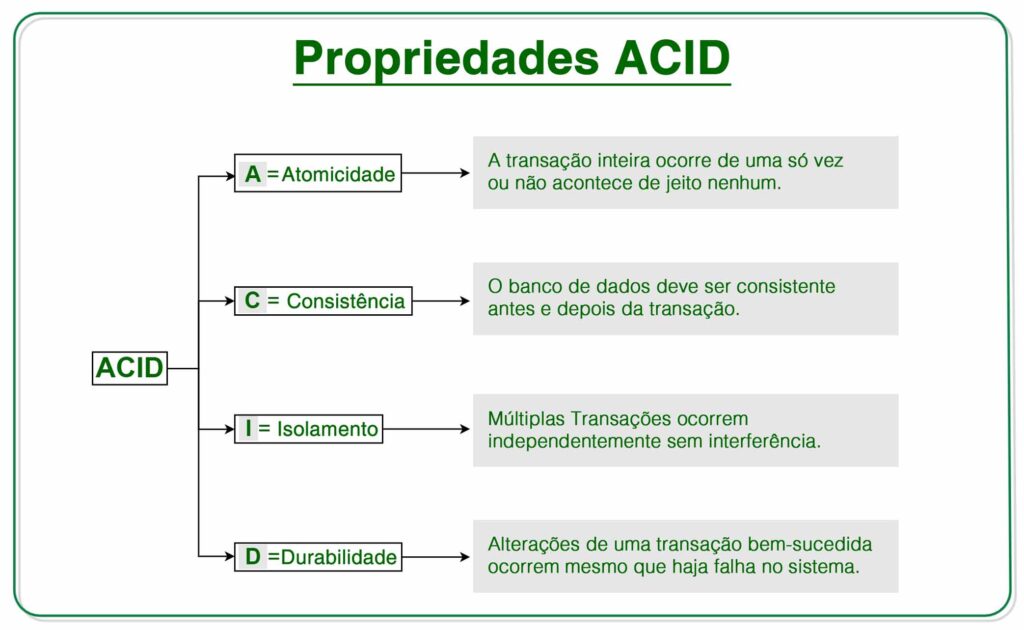 Propriedades ACID
A =Atomicidade
A transação inteira ocorre de uma só vez
ou não acontece de jeito nenhum.
C = Consistência
O banco de dados deve ser consistente
antes e depois da transação.
ACID
I = Isolamento
Múltiplas Transações ocorrem
independentemente sem interferência.
D =Durabilidade
Alterações de uma transação bem-sucedida
ocorrem mesmo que haja falha no sistema.